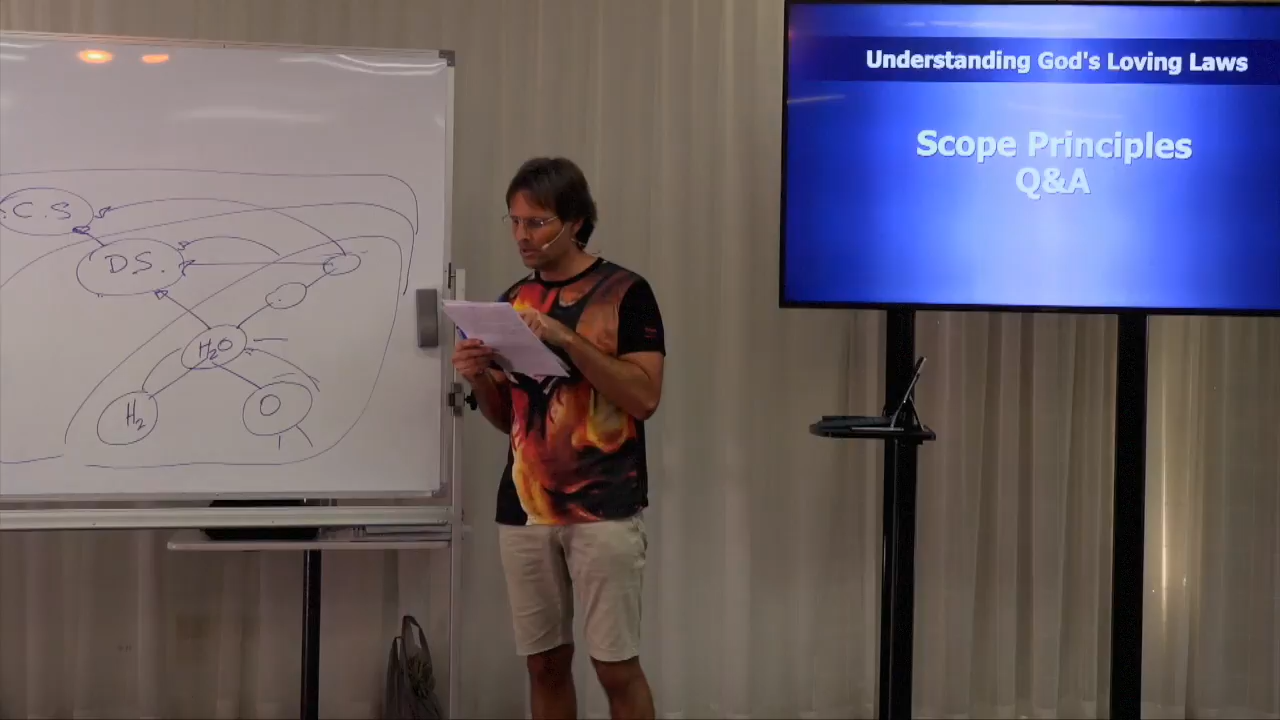 Understanding God's Loving Laws
Scope Principles
Q&A
.C.S
D.S.
H₂O
H₂
O